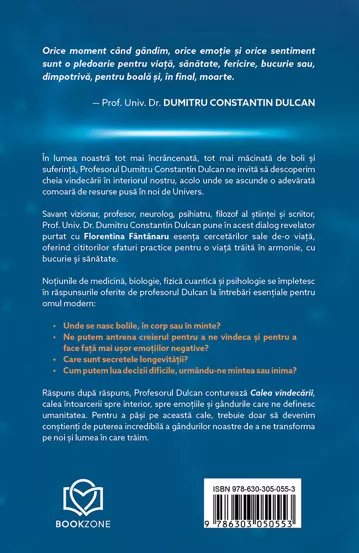 Orice moment când gândim, orice emoție și orice sentiment
sunt o pledoarie pentru viață, sănătate, fericire, bucurie sau,
dimpotrivă, pentru boală și, în final, moarte.
— Prof. Univ. Dr. DUMITRU CONSTANTIN DULCAN
În lumea noastră tot mai încrâncenată, tot mai măcinată de boli și
suferință, Profesorul Dumitru Constantin Dulcan ne invită să descoperim
cheia vindecării în interiorul nostru, acolo unde se ascunde o adevărată
comoară de resurse pusă în noi de Univers.
Savant vizionar, profesor, neurolog, psihiatru, filozof al științei și scriitor,
Prof. Univ. Dr. Dumitru Constantin Dulcan pune în acest dialog revelator
purtat cu Florentina Fântânaru esența cercetărilor sale de-o viață,
oferind cititorilor sfaturi practice pentru o viață trăită în armonie, cu
bucurie și sănătate.
Noțiunile de medicină, biologie, fizică cuantică și psihologie se împletesc
în răspunsurile oferite de profesorul Dulcan la întrebări esențiale pentru
omul modern:
• Unde se nasc bolile, în corp sau în minte?
• Ne putem antrena creierul pentru a ne vindeca și pentru a
face față mai ușor emoțiilor negative?
• Care sunt secretele longevității?
• Cum putem lua decizii dificile, urmându-ne mintea sau inima?
Răspuns după răspuns, Profesorul Dulcan conturează Calea vindecării,
calea întoarcerii spre interior, spre emoțiile și gândurile care ne definesc
umanitatea. Pentru a păși pe această cale, trebuie doar să devenim
conștienți de puterea incredibilă a gândurilor noastre de a ne transforma
pe noi și lumea în care trăim.
ISBN 978-630-305-055-3
9 786303 050553
BOOKZONE